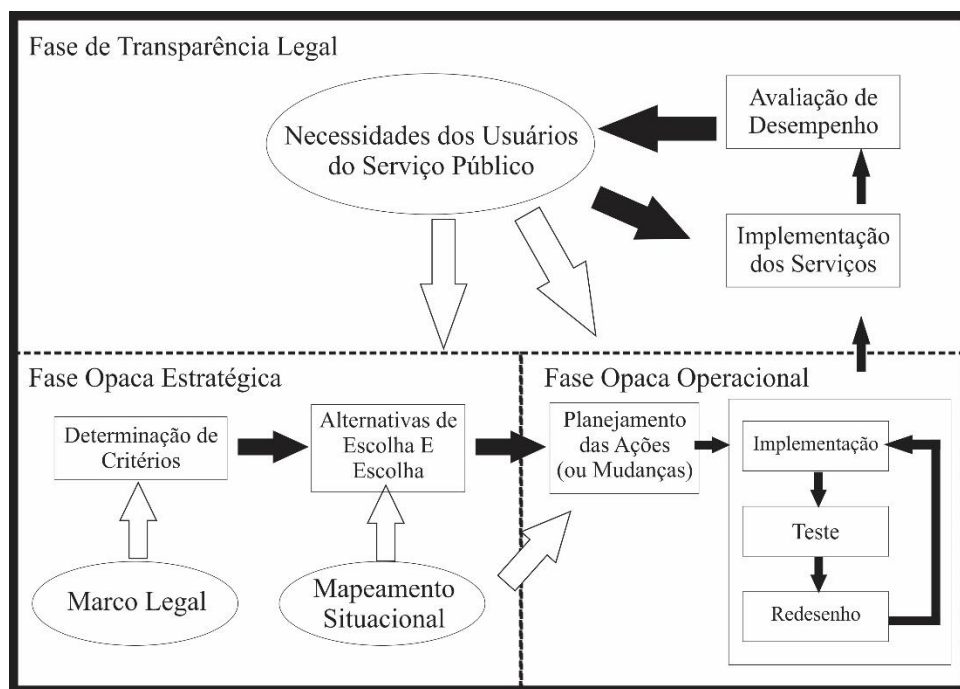 Fase de Transparência Legal
Necessidades dos Usuários
do Serviço Público
Avaliação de
Desempenho
Implementação
dos Serviços
Fase Opaca Estratégica
Determinação de
Critérios
Alternativas de
Escolha E
Escolha
Marco Legal
Mapeamento
Situacional
Fase Opaca Operacional
Planejamento
das Ações
(ou Mudanças)
Implementação
Teste
Redesenho